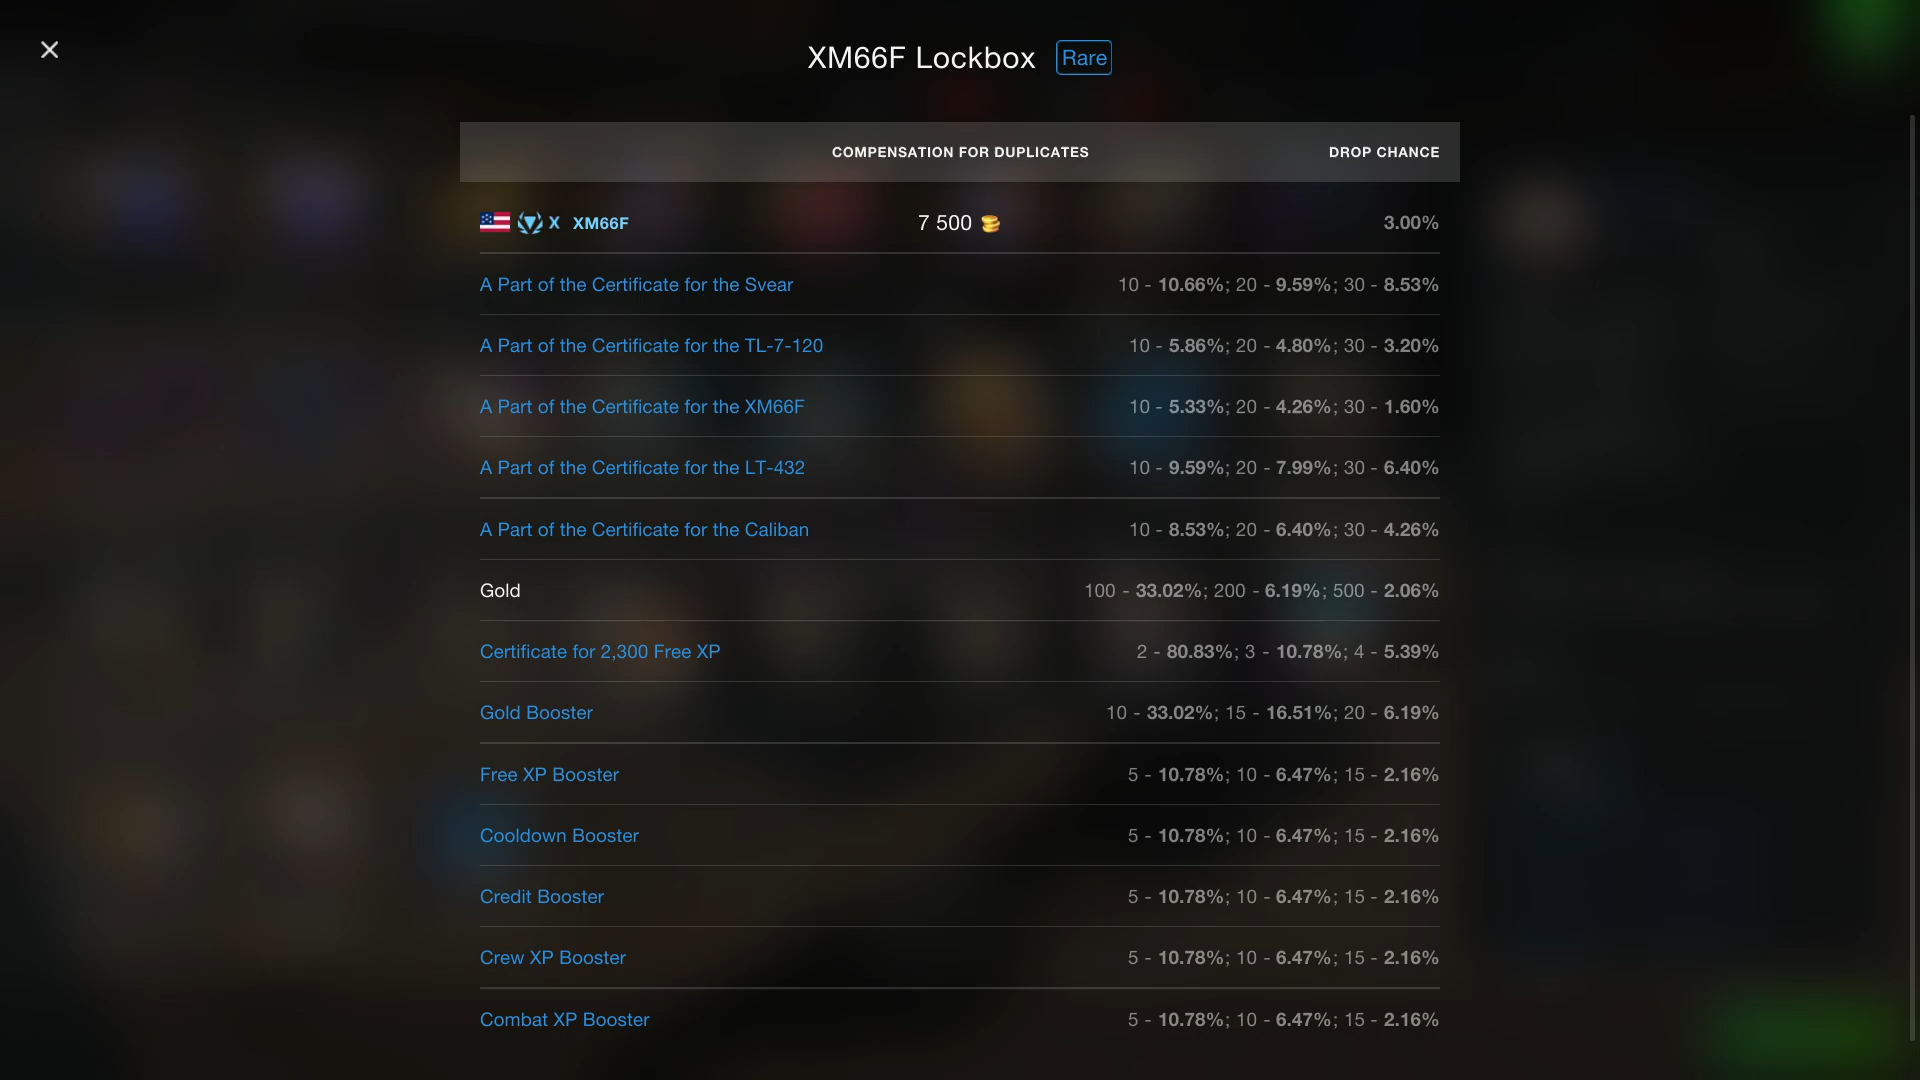 XM66F Lockbox Rare
COMPENSATION FOR DUPLICATES DROP CHANCE
X XM66F 7 500 3.00%
A Part of the Certificate for the Svear 10 - 10.66%; 20 - 9.59%; 30 - 8.53%
A Part of the Certificate for the TL-7-120 10 - 5.86%; 20 - 4.80%; 30 - 3.20%
A Part of the Certificate for the XM66F 10 - 5.33%; 20 - 4.26%; 30 - 1.60%
A Part of the Certificate for the LT-432 10 - 9.59%; 20 - 7.99%; 30 - 6.40%
A Part of the Certificate for the Caliban 10 - 8.53%; 20 - 6.40%; 30 - 4.26%
Gold 100 - 33.02%; 200 - 6.19%; 500 - 2.06%
Certificate for 2,300 Free XP 2 - 80.83%; 3 - 10.78%; 4 - 5.39%
Gold Booster 10 - 33.02%; 15 - 16.51%; 20 - 6.19%
Free XP Booster 5 - 10.78%; 10 - 6.47%; 15 - 2.16%
Cooldown Booster 5 - 10.78%; 10 - 6.47%; 15 - 2.16%
Credit Booster 5 - 10.78%; 10 - 6.47%; 15 - 2.16%
Crew XP Booster 5 - 10.78%; 10 - 6.47%; 15 - 2.16%
Combat XP Booster 5 - 10.78%; 10 - 6.47%; 15 - 2.16%